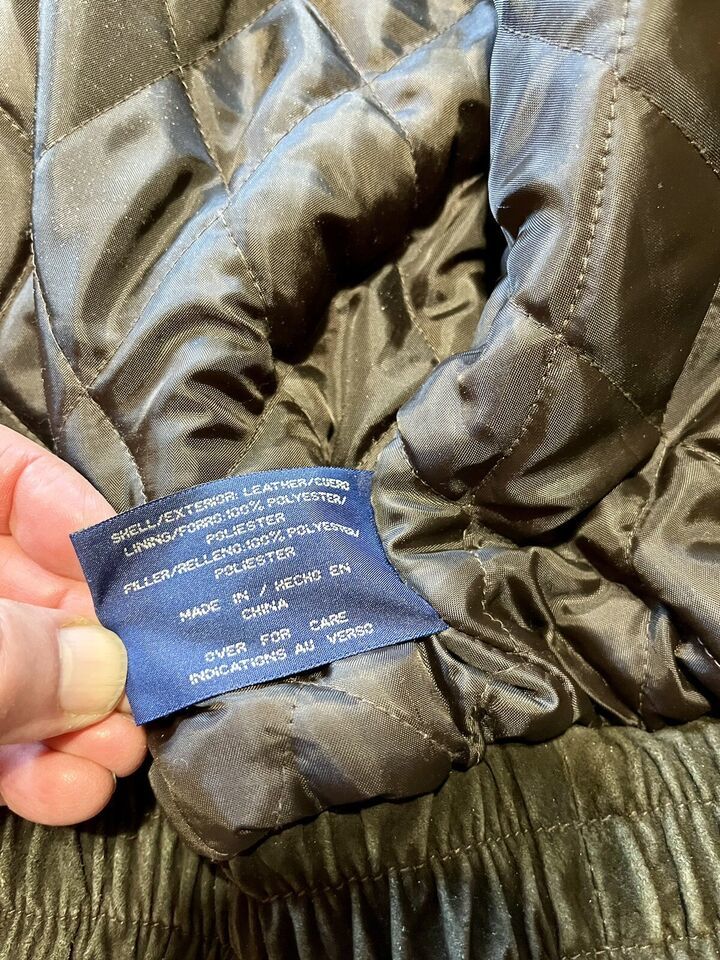 SHELL/EXTERIOR: LEATHER/CUERO
LINING/FORRO:100% POLYESTER/
POLIESTER
FILLER/RELLENO:100% POLYESTER/
POLIESTER
MADE IN / HECHO EN
CHINA
OVER FOR CARE
INDICATIONS AU VERSO